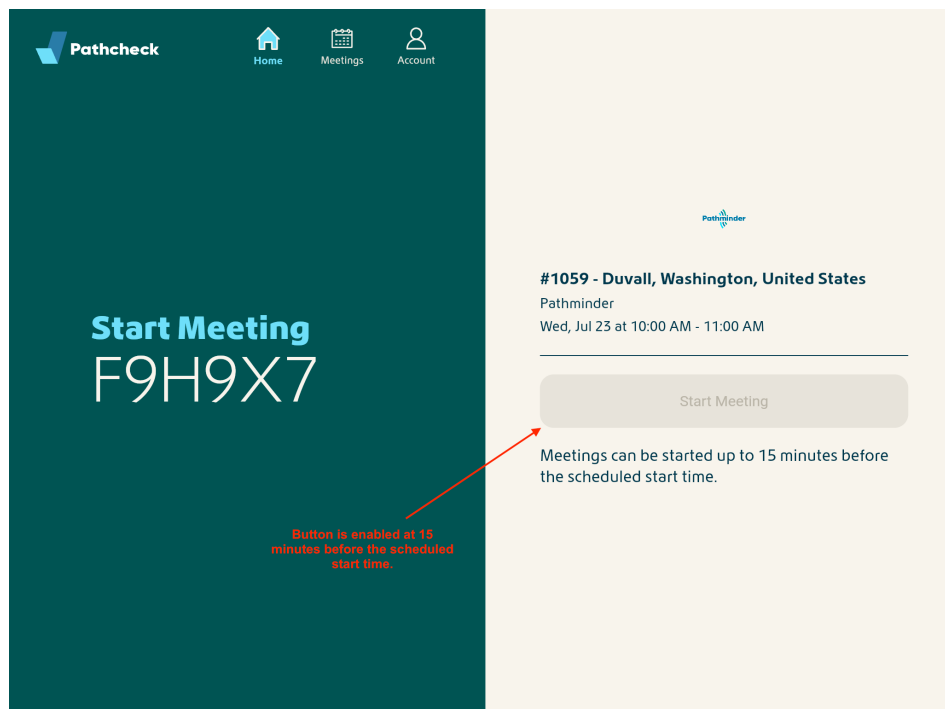 Pathcheck
Home
Meetings
Account
Start Meeting
F9H9X7
Button is enabled at 15
minutes before the scheduled
start time.
Pathminder
#1059 - Duvall, Washington, United States
Pathminder
Wed, Jul 23 at 10:00 AM - 11:00 AM
Start Meeting
Meetings can be started up to 15 minutes before
the scheduled start time.